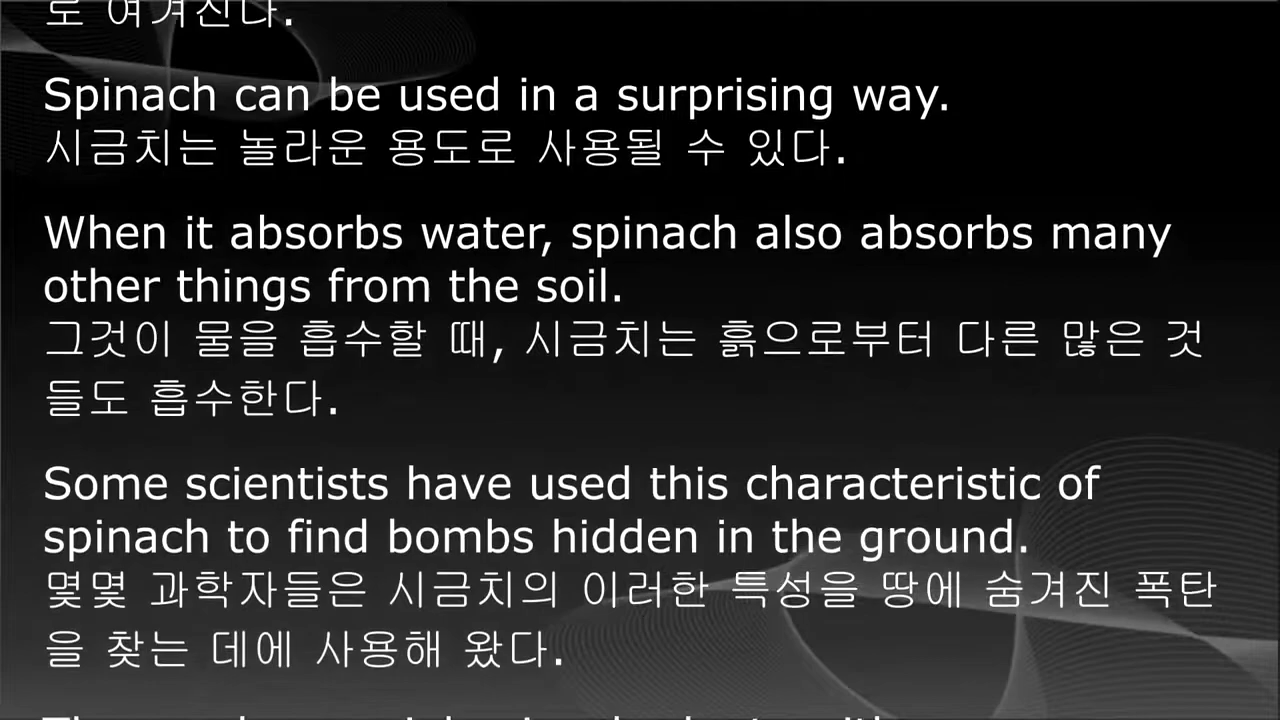 로 여겨진다.
Spinach can be used in a surprising way.
시금치는 놀라운 용도로 사용될 수 있다.
When it absorbs water, spinach also absorbs many
other things from the soil.
그것이 물을 흡수할 때, 시금치는 흙으로부터 다른 많은 것
들도 흡수한다.
Some scientists have used this characteristic of
spinach to find bombs hidden in the ground.
몇몇 과학자들은 시금치의 이러한 특성을 땅에 숨겨진 폭탄
을 찾는 데에 사용해 왔다.